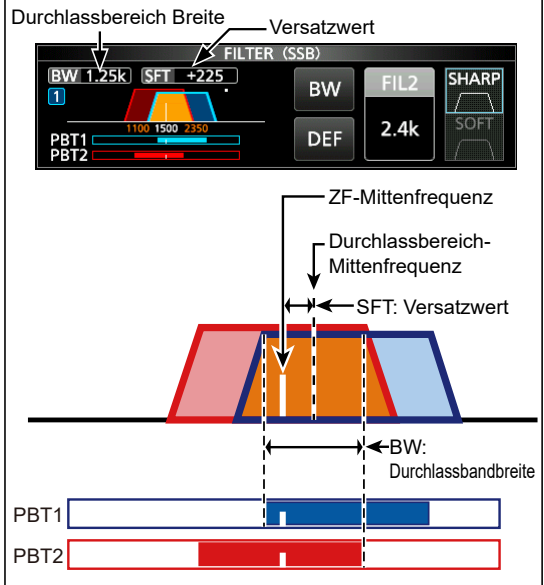 Durchlassbereich Breite
Versatzwert
FILTER (SSB)
BW 1.25k SFT +225
1
1100 1500 2350
PBT1
PBT2
BW
DEF
FIL2
2.4k
SHARP
SOFT
ZF-Mittenfrequenz
Durchlassbereich-
Mittenfrequenz
SFT: Versatzwert
BW:
Durchlassbandbreite
PBT1
PBT2